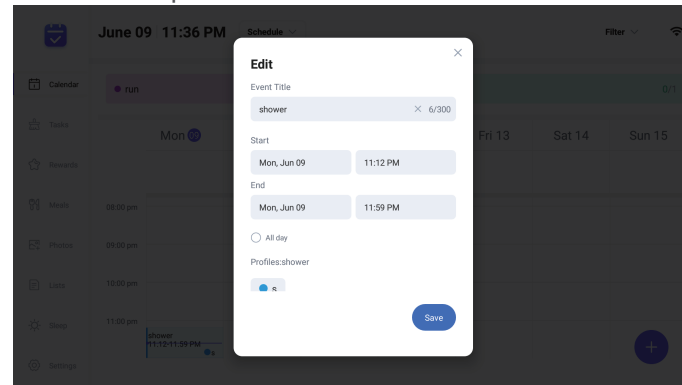 June 09 11:36 PM
Schedule
Filter
Edit
Event Title
shower
6/300
Start
Mon, Jun 09
11:12 PM
End
Mon, Jun 09
11:59 PM
All day
Profiles:shower
S
Save
Calendar
Tasks
Rewards
Meals
Photos
Lists
Sleep
Settings
run
0/1
Mon 09
Fri 13
Sat 14
Sun 15
08:00 pm
09:00 pm
10:00 pm
11:00 pm
shower
11:12-11:59 PM
s